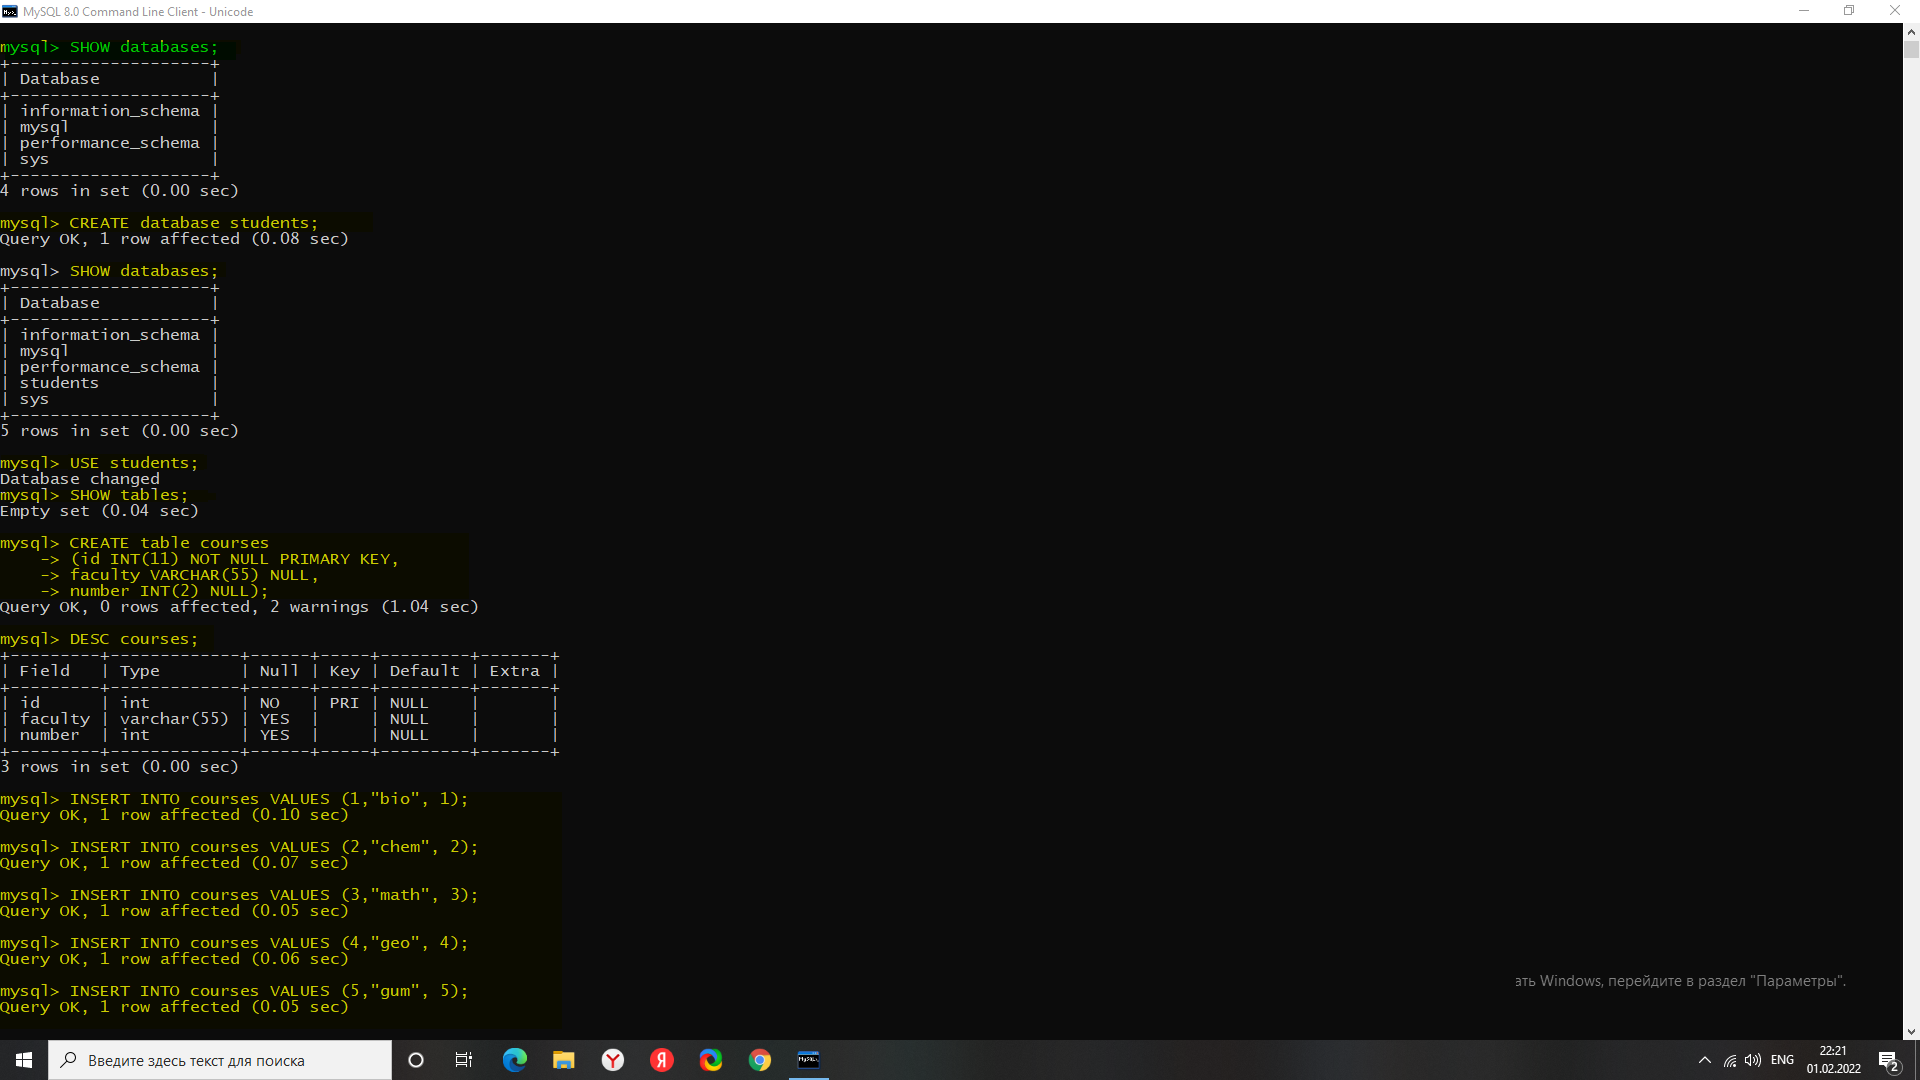 MySQL 8.0 Command Line Client - Unicode
mysql> SHOW databases;
+--------------------+
| Database           |
+--------------------+
| information_schema |
| mysql              |
| performance_schema |
| sys                |
+--------------------+
4 rows in set (0.00 sec)
mysql> CREATE database students;
Query OK, 1 row affected (0.08 sec)
mysql> SHOW databases;
+--------------------+
| Database           |
+--------------------+
| information_schema |
| mysql              |
| performance_schema |
| students           |
| sys                |
+--------------------+
5 rows in set (0.00 sec)
mysql> USE students;
Database changed
mysql> SHOW tables;
Empty set (0.04 sec)
mysql> CREATE table courses
    -> (id INT(11) NOT NULL PRIMARY KEY,
    -> faculty VARCHAR(55) NULL,
    -> number INT(2) NULL);
Query OK, 0 rows affected, 2 warnings (1.04 sec)
mysql> DESC courses;
+---------+-------------+------+-----+---------+-------+
| Field   | Type        | Null | Key | Default | Extra |
+---------+-------------+------+-----+---------+-------+
| id      | int         | NO   | PRI | NULL    |       |
| faculty | varchar(55) | YES  |     | NULL    |       |
| number  | int         | YES  |     | NULL    |       |
+---------+-------------+------+-----+---------+-------+
3 rows in set (0.00 sec)
mysql> INSERT INTO courses VALUES (1,"bio", 1);
Query OK, 1 row affected (0.10 sec)
mysql> INSERT INTO courses VALUES (2,"chem", 2);
Query OK, 1 row affected (0.07 sec)
mysql> INSERT INTO courses VALUES (3,"math", 3);
Query OK, 1 row affected (0.05 sec)
mysql> INSERT INTO courses VALUES (4,"geo", 4);
Query OK, 1 row affected (0.06 sec)
mysql> INSERT INTO courses VALUES (5,"gum", 5);
Query OK, 1 row affected (0.05 sec)
ать Windows, перейдите в раздел "Параметры".
Введите здесь текст для поиска
ENG
22:21
01.02.2022
2